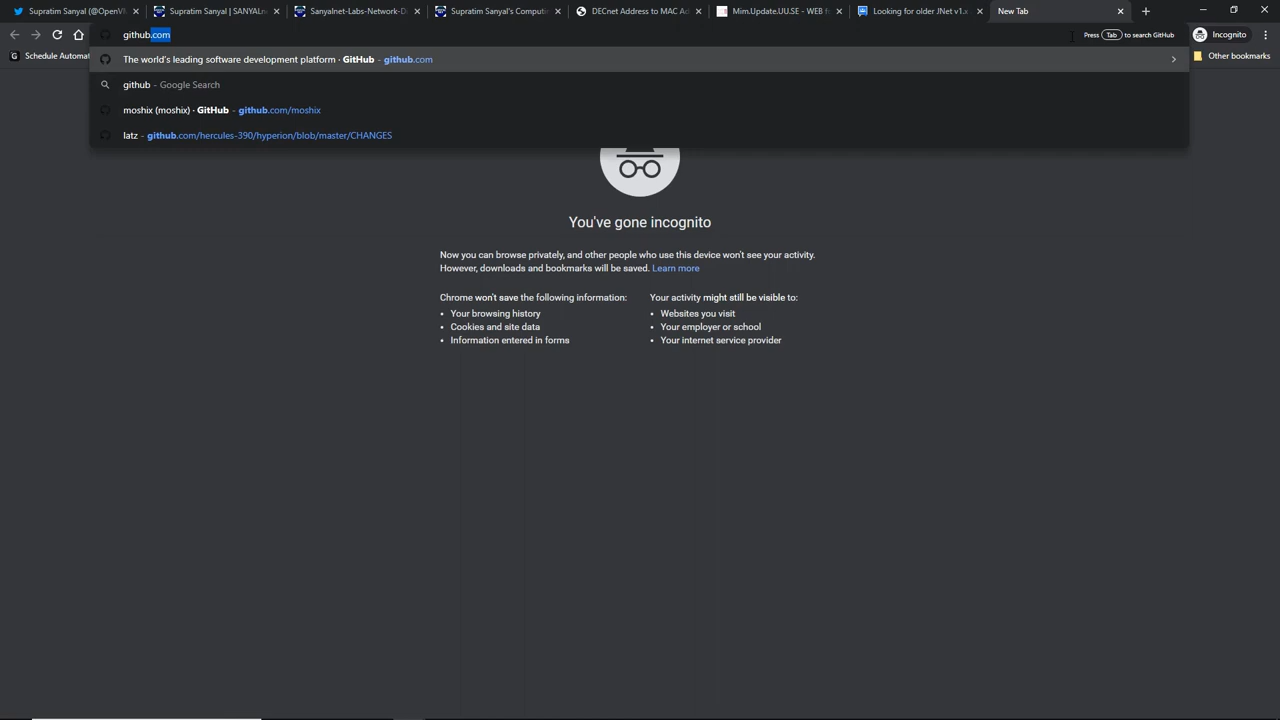 Supratim Sanyal (@OpenVM
Supratim Sanyal | SANYALn
Sanyalnet-Labs-Network-D
Supratim Sanyal's Computin
DECnet Address to MAC Ad
Mim.Update.UU.SE - WEB
Looking for older JNet v1.
New Tab
github.com
Press Tab to search GitHub
Incognito
G Schedule Automat
Other bookmarks
The world's leading software development platform · GitHub - github.com
github - Google Search
moshix (moshix) · GitHub - github.com/moshix
latz - github.com/hercules-390/hyperion/blob/master/CHANGES
You've gone incognito
Now you can browse privately, and other people who use this device won't see your activity.
However, downloads and bookmarks will be saved. Learn more
Chrome won't save the following information:
• Your browsing history
• Cookies and site data
• Information entered in forms
Your activity might still be visible to:
• Websites you visit
• Your employer or school
• Your internet service provider